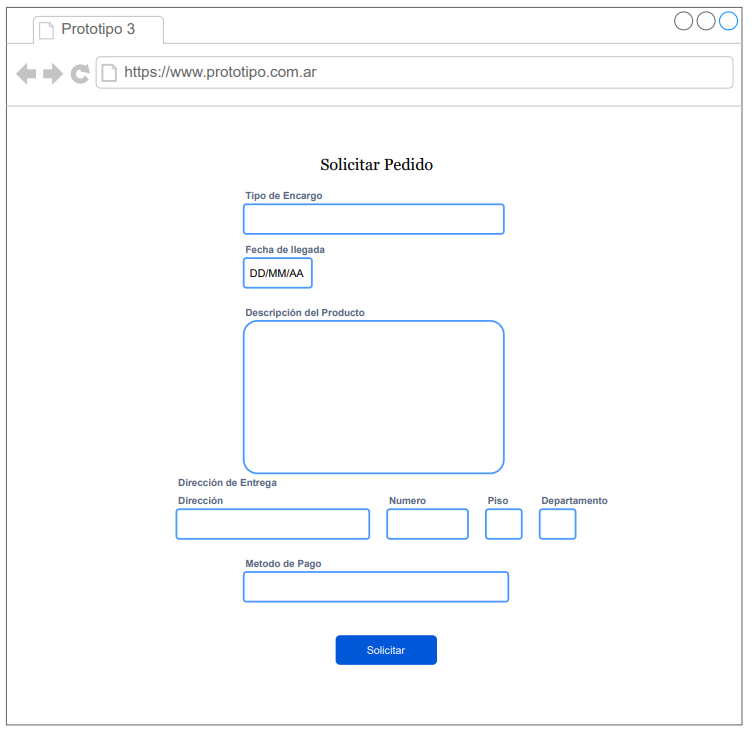 Prototipo 3
https://www.prototipo.com.ar
Solicitar Pedido
Tipo de Encargo
Fecha de llegada
DD/MM/AA
Descripción del Producto
Dirección de Entrega
Dirección Numero Piso Departamento
Metodo de Pago
Solicitar